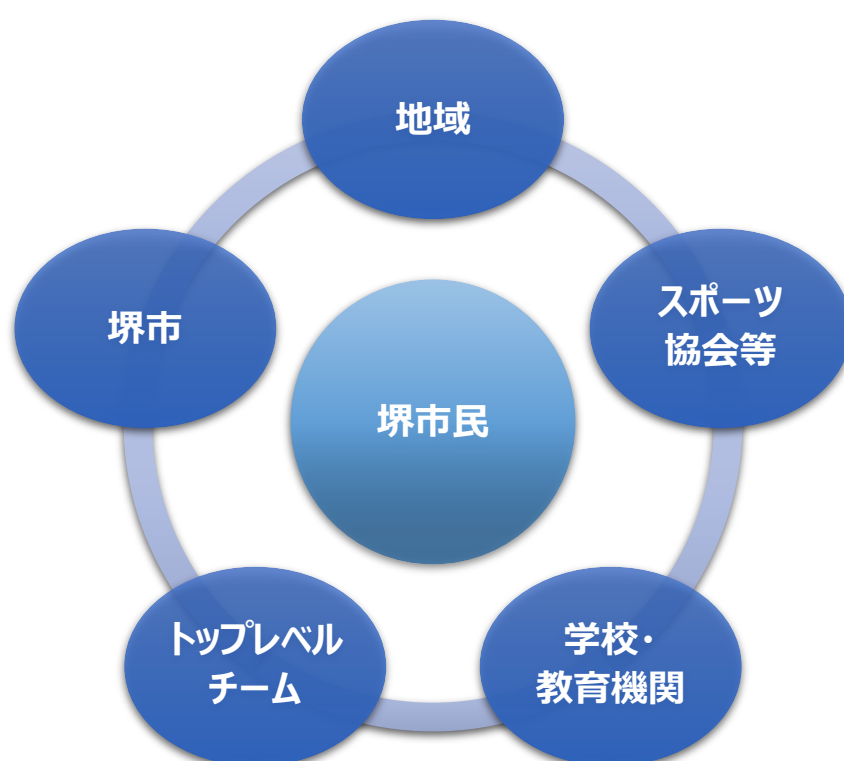 地域
堺市
スポーツ
協会等
堺市民
トップレベル
チーム
学校・
教育機関